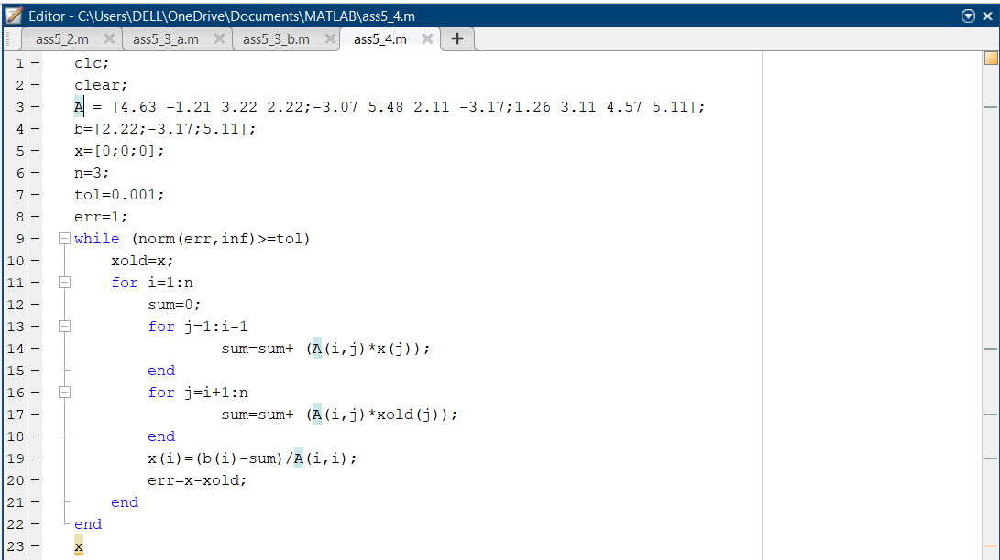 Editor - C:\Users\DELL\OneDrive\Documents\MATLAB\ass5_4.m
ass5_2.m ass5_3_a.m ass5_3_b.m ass5_4.m +
1 clc;
2 clear;
3 A = [4.63 -1.21 3.22 2.22;-3.07 5.48 2.11 -3.17;1.26 3.11 4.57 5.11];
4 b=[2.22;-3.17;5.11];
5 x=[0;0;0];
6 n=3;
7 tol=0.001;
8 err=1;
9 while (norm(err,inf)>=tol)
10 xold=x;
11 for i=1:n
12 sum=0;
13 for j=1:i-1
14 sum=sum+ (A(i,j)*x(j));
15 end
16 for j=i+1:n
17 sum=sum+ (A(i,j)*xold(j));
18 end
19 x(i)=(b(i)-sum)/A(i,i);
20 err=x-xold;
21 end
22 end
23 x